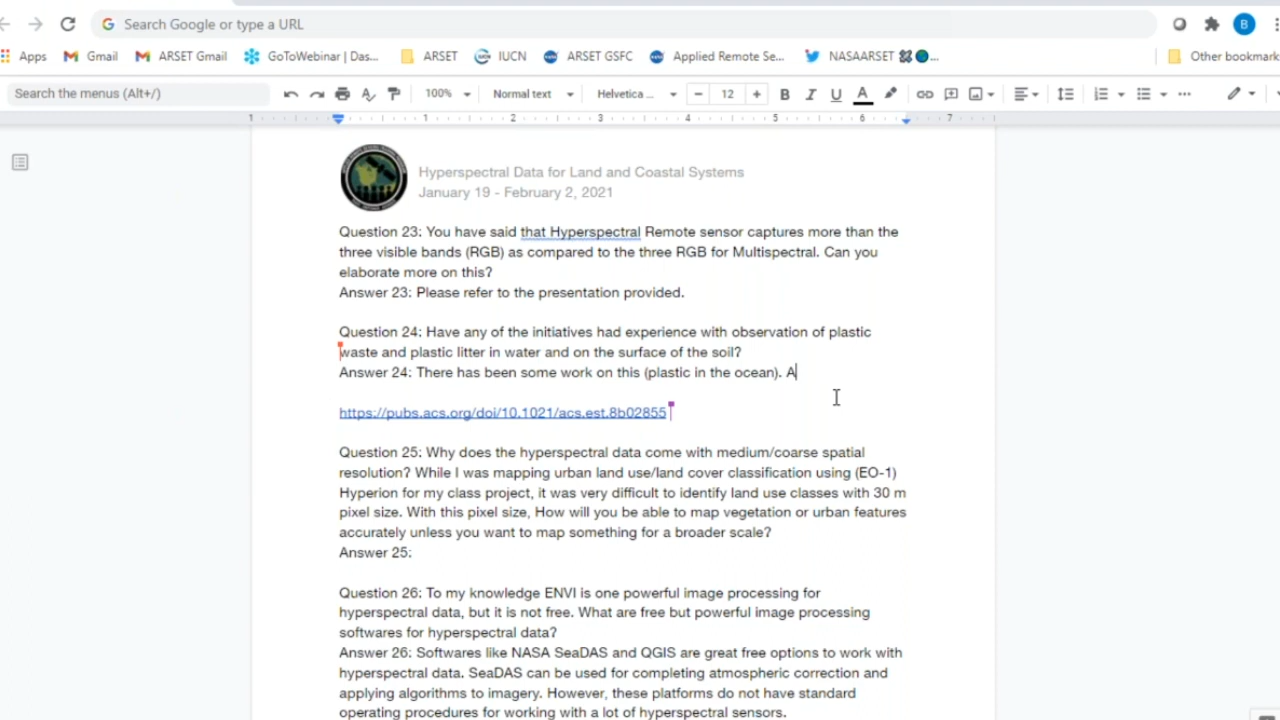 Search Google or type a URL
B
Apps Gmail ARSET Gmail GoToWebinar | Das... ARSET IUCN ARSET GSFC Applied Remote Se... NASAARSET Other bookmark
Search the menus (Alt+/) 100% Normal text Helvetica ... − 12 + B I U A
1 1 2 3 4 5 6 7
Hyperspectral Data for Land and Coastal Systems
January 19 - February 2, 2021
Question 23: You have said that Hyperspectral Remote sensor captures more than the
three visible bands (RGB) as compared to the three RGB for Multispectral. Can you
elaborate more on this?
Answer 23: Please refer to the presentation provided.
Question 24: Have any of the initiatives had experience with observation of plastic
waste and plastic litter in water and on the surface of the soil?
Answer 24: There has been some work on this (plastic in the ocean). A
https://pubs.acs.org/doi/10.1021/acs.est.8b02855
Question 25: Why does the hyperspectral data come with medium/coarse spatial
resolution? While I was mapping urban land use/land cover classification using (EO-1)
Hyperion for my class project, it was very difficult to identify land use classes with 30 m
pixel size. With this pixel size, How will you be able to map vegetation or urban features
accurately unless you want to map something for a broader scale?
Answer 25:
Question 26: To my knowledge ENVI is one powerful image processing for
hyperspectral data, but it is not free. What are free but powerful image processing
softwares for hyperspectral data?
Answer 26: Softwares like NASA SeaDAS and QGIS are great free options to work with
hyperspectral data. SeaDAS can be used for completing atmospheric correction and
applying algorithms to imagery. However, these platforms do not have standard
operating procedures for working with a lot of hyperspectral sensors.